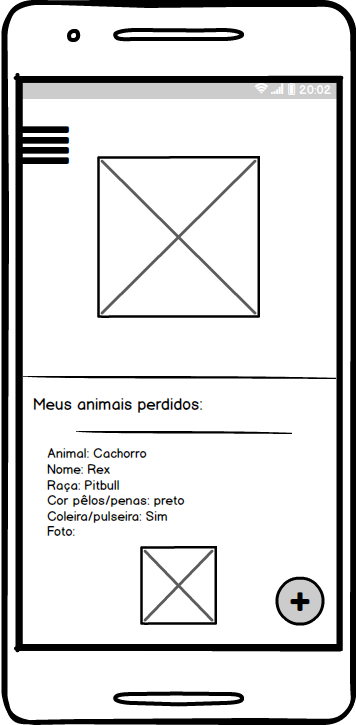 20:02
Meus animais perdidos:
Animal: Cachorro
Nome: Rex
Raça: Pitbull
Cor pêlos/penas: preto
Coleira/pulseira: Sim
Foto:
+